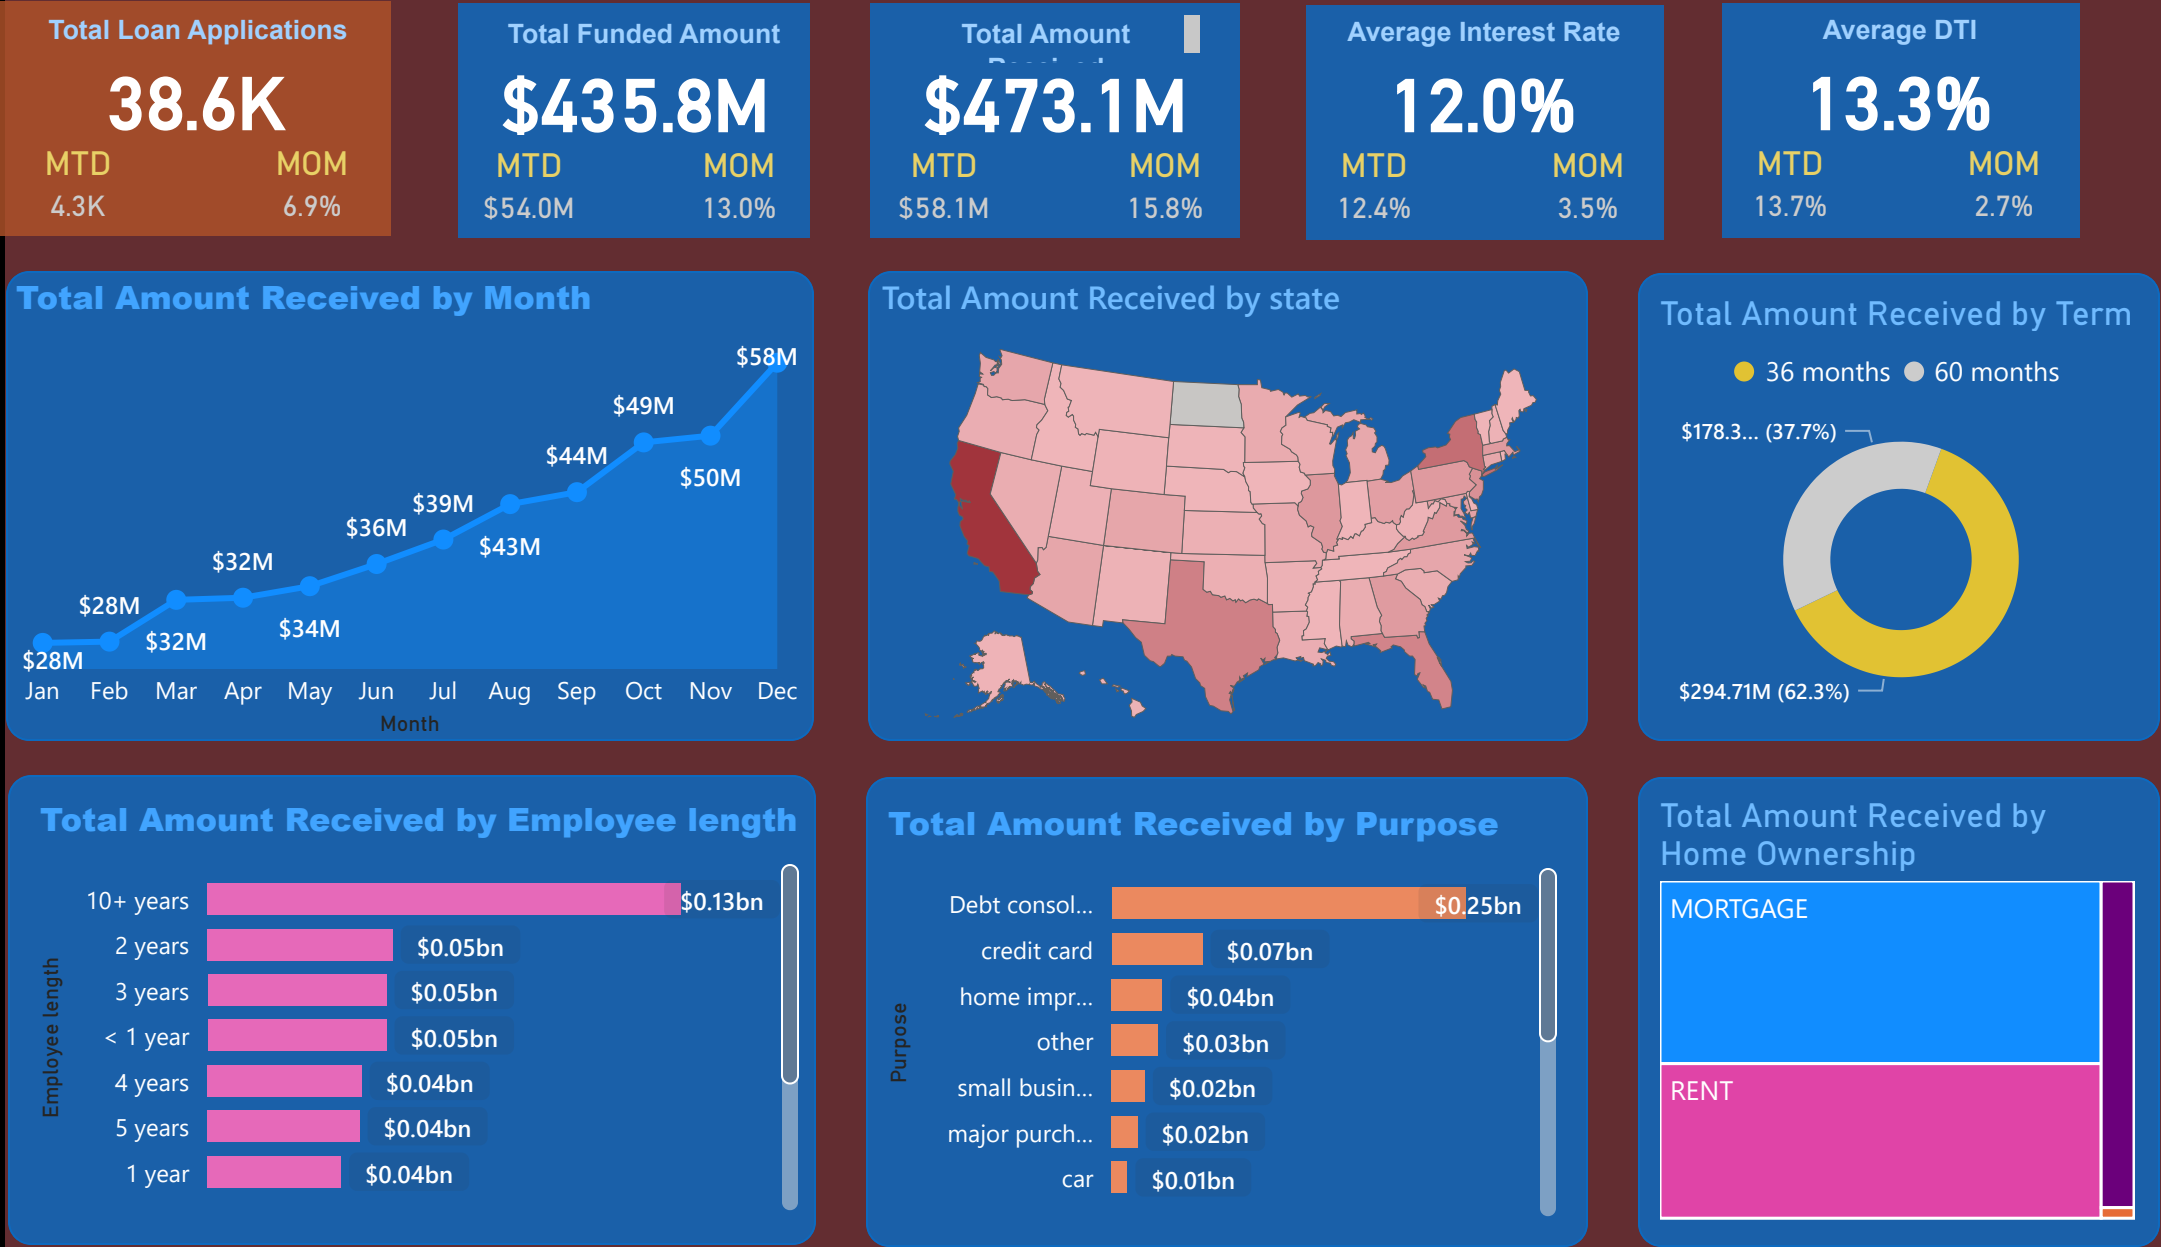 Total Loan Applications
38.6K
MTD MOM
4.3K 6.9%
Total Funded Amount
$435.8M
MTD MOM
$54.0M 13.0%
Total Amount
Received
$473.1M
MTD MOM
$58.1M 15.8%
Average Interest Rate
12.0%
MTD MOM
12.4% 3.5%
Average DTI
13.3%
MTD MOM
13.7% 2.7%
Total Amount Received by Month
$28M
$28M
$32M
$32M
$34M
$36M
$39M
$43M
$44M
$49M
$50M
$58M
Jan Feb Mar Apr May Jun Jul Aug Sep Oct Nov Dec
Month
Total Amount Received by state
Total Amount Received by Term
36 months 60 months
$178.3... (37.7%)
$294.71M (62.3%)
Total Amount Received by Employee length
Employee length
10+ years $0.13bn
2 years $0.05bn
3 years $0.05bn
< 1 year $0.05bn
4 years $0.04bn
5 years $0.04bn
1 year $0.04bn
Total Amount Received by Purpose
Purpose
Debt consol... $0.25bn
credit card $0.07bn
home impr... $0.04bn
other $0.03bn
small busin... $0.02bn
major purch... $0.02bn
car $0.01bn
Total Amount Received by
Home Ownership
MORTGAGE
RENT